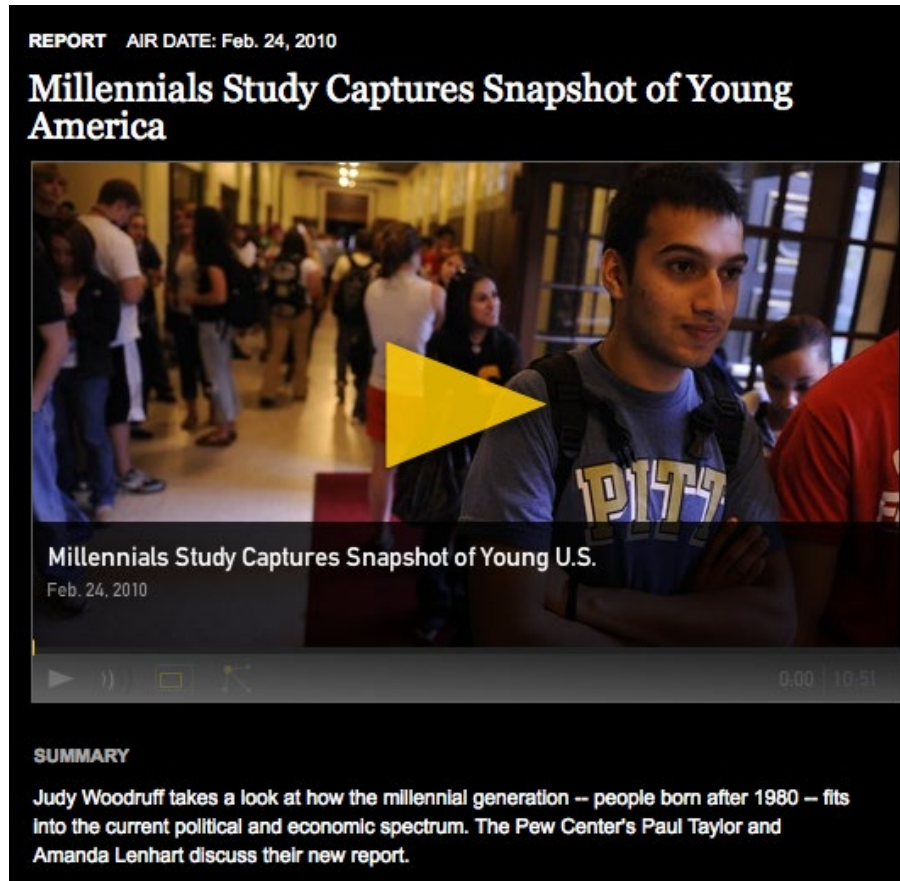 REPORT AIR DATE: Feb. 24, 2010
Millennials Study Captures Snapshot of Young
America
PITT
Millennials Study Captures Snapshot of Young U.S.
Feb. 24, 2010
0:00 10:51
SUMMARY
Judy Woodruff takes a look at how the millennial generation -- people born after 1980 -- fits
into the current political and economic spectrum. The Pew Center's Paul Taylor and
Amanda Lenhart discuss their new report.